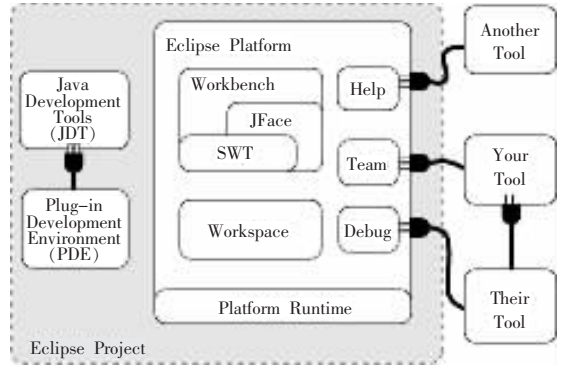 Eclipse Platform
Workbench
JFace
SWT
Workspace
Platform Runtime
Help
Team
Debug
Java
Development
Tools
(JDT)
Plug-in
Development
Environment
(PDE)
Another
Tool
Your
Tool
Their
Tool
Eclipse Project